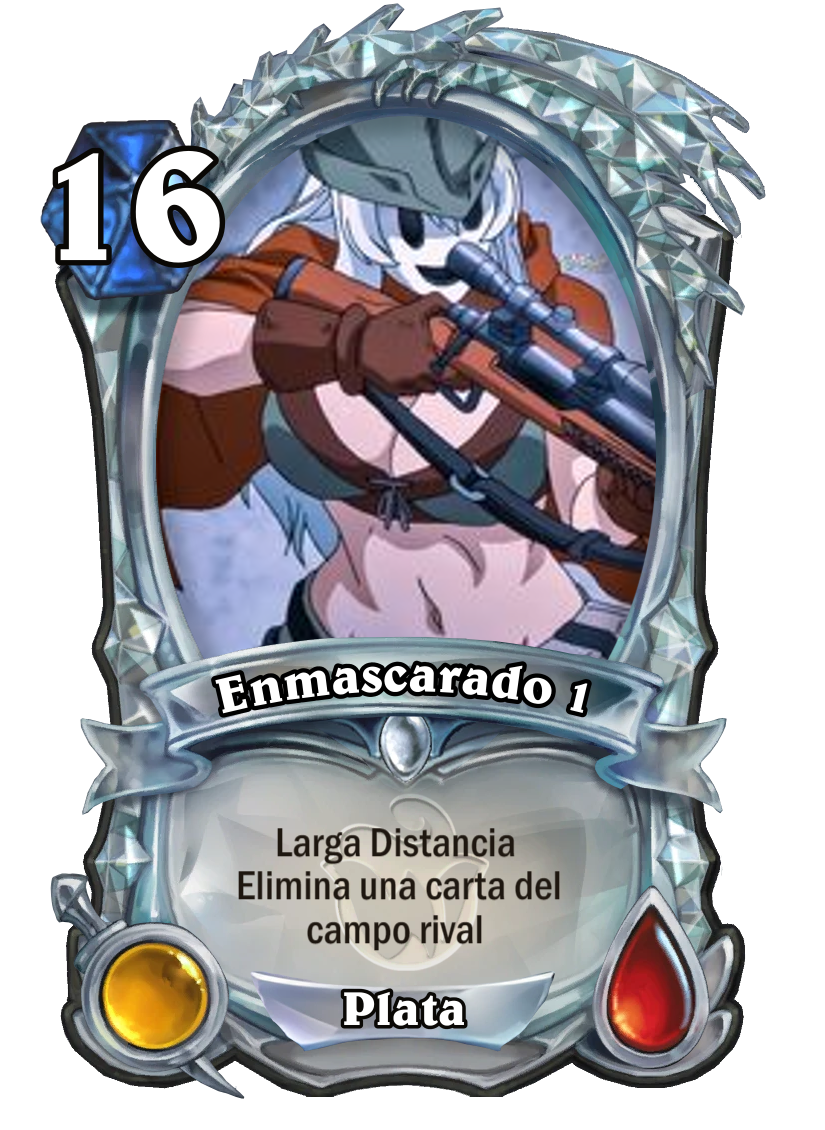 16
Enmascarado 1
Larga Distancia
Elimina una carta del
campo rival
Plata